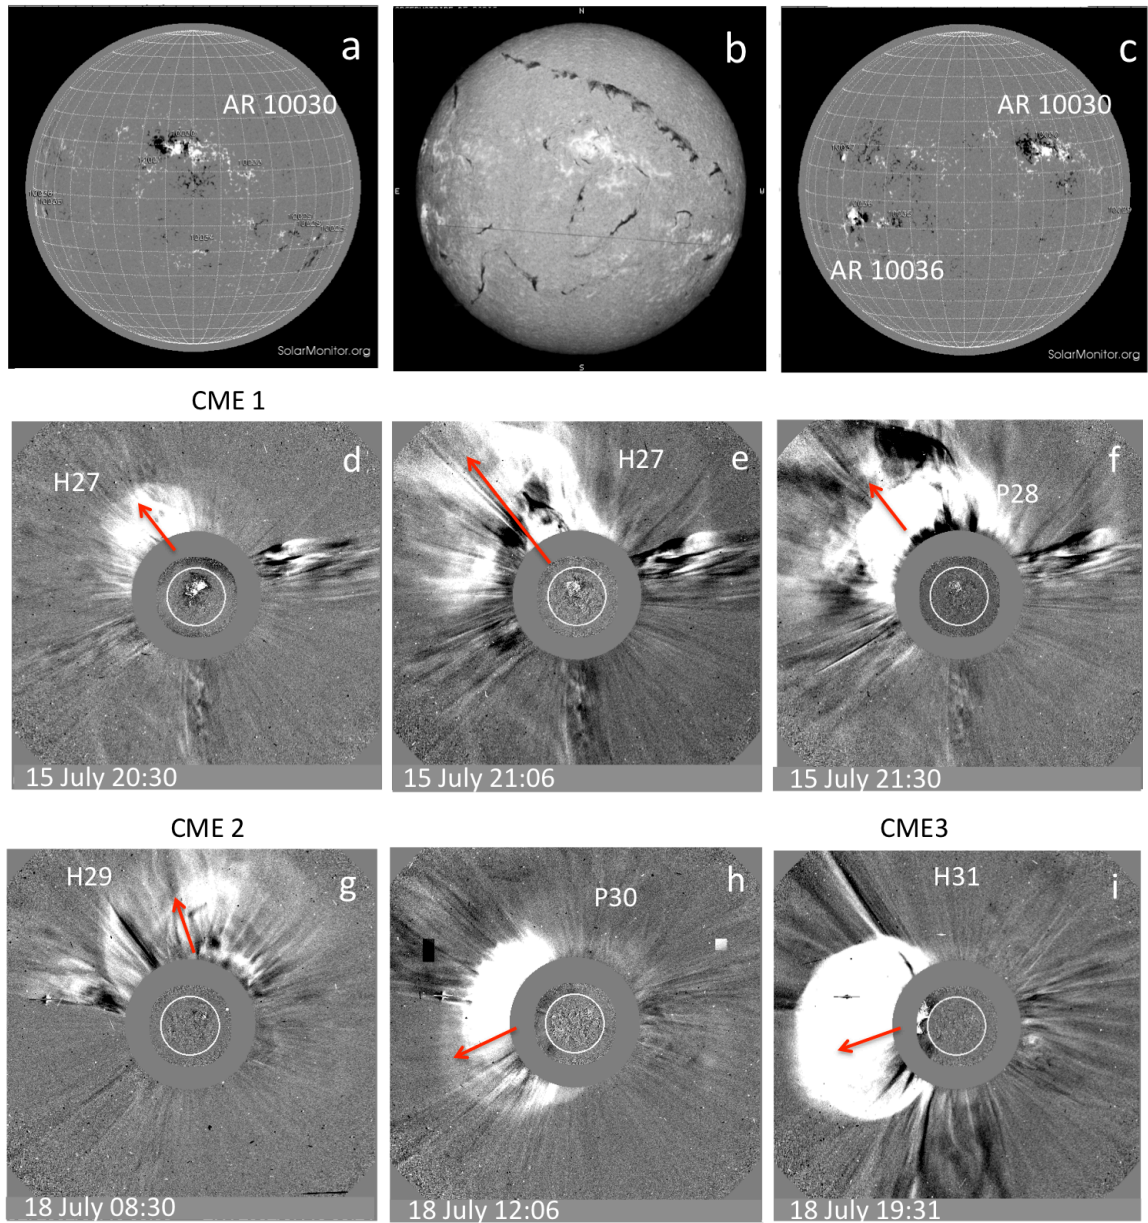 a
AR 10030
SolarMonitor.org
b
N
E
W
S
c
AR 10030
AR 10036
SolarMonitor.org
CME 1
d
H27
15 July 20:30
e
H27
15 July 21:06
f
P28
15 July 21:30
CME 2
CME3
g
H29
18 July 08:30
h
P30
18 July 12:06
i
H31
18 July 19:31